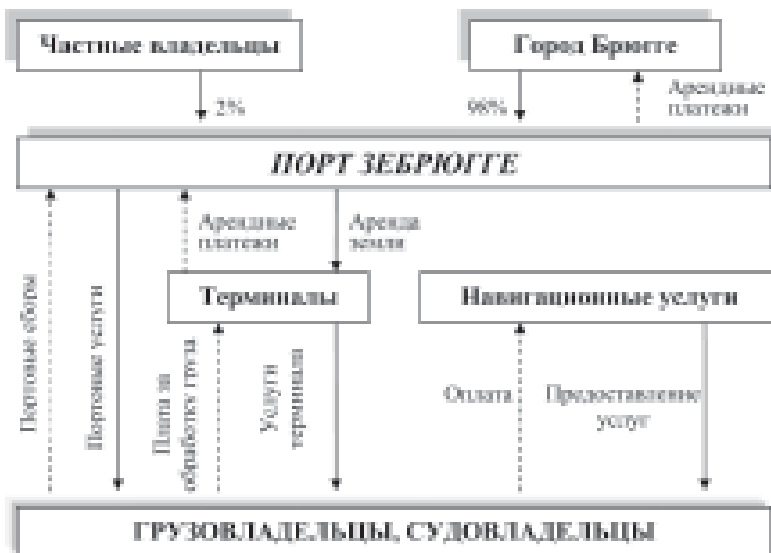 Частные владельцы
Город Брюгге
2%
98%
Арендные
платежи
ПОРТ ЗЕБРЮГГЕ
Арендные
платежи
Аренда
земли
Терминалы
Навигационные услуги
Портовые сборы
Портовые услуги
Плата за
обработку груза
Услуги
терминала
Оплата
Предоставление
услуг
ГРУЗОВЛАДЕЛЬЦЫ, СУДОВЛАДЕЛЬЦЫ